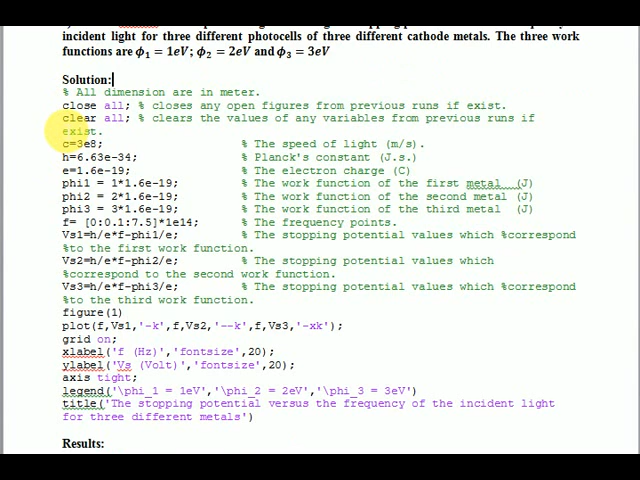 incident light for three different photocells of three different cathode metals. The three work
functions are ϕ₁ = 1eV; ϕ₂ = 2eV and ϕ₃ = 3eV
Solution:
% All dimension are in meter.
close all; % closes any open figures from previous runs if exist.
clear all; % clears the values of any variables from previous runs if
exist.
c=3e8; % The speed of light (m/s).
h=6.63e-34; % Planck's constant (J.s.)
e=1.6e-19; % The electron charge (C)
phi1 = 1*1.6e-19; % The work function of the first metal (J)
phi2 = 2*1.6e-19; % The work function of the second metal (J)
phi3 = 3*1.6e-19; % The work function of the third metal (J)
f= [0:0.1:7.5]*1e14; % The frequency points.
Vs1=h/e*f-phi1/e; % The stopping potential values which %correspond
%to the first work function.
Vs2=h/e*f-phi2/e; % The stopping potential values which
%correspond to the second work function.
Vs3=h/e*f-phi3/e; % The stopping potential values which %correspond
%to the third work function.
figure(1)
plot(f,Vs1,'-k',f,Vs2,'--k',f,Vs3,'-xk');
grid on;
xlabel('f (Hz)','fontsize',20);
ylabel('Vs (Volt)','fontsize',20);
axis tight;
legend('\phi_1 = 1eV','\phi_2 = 2eV','\phi_3 = 3eV')
title('The stopping potential versus the frequency of the incident light
for three different metals')
Results: